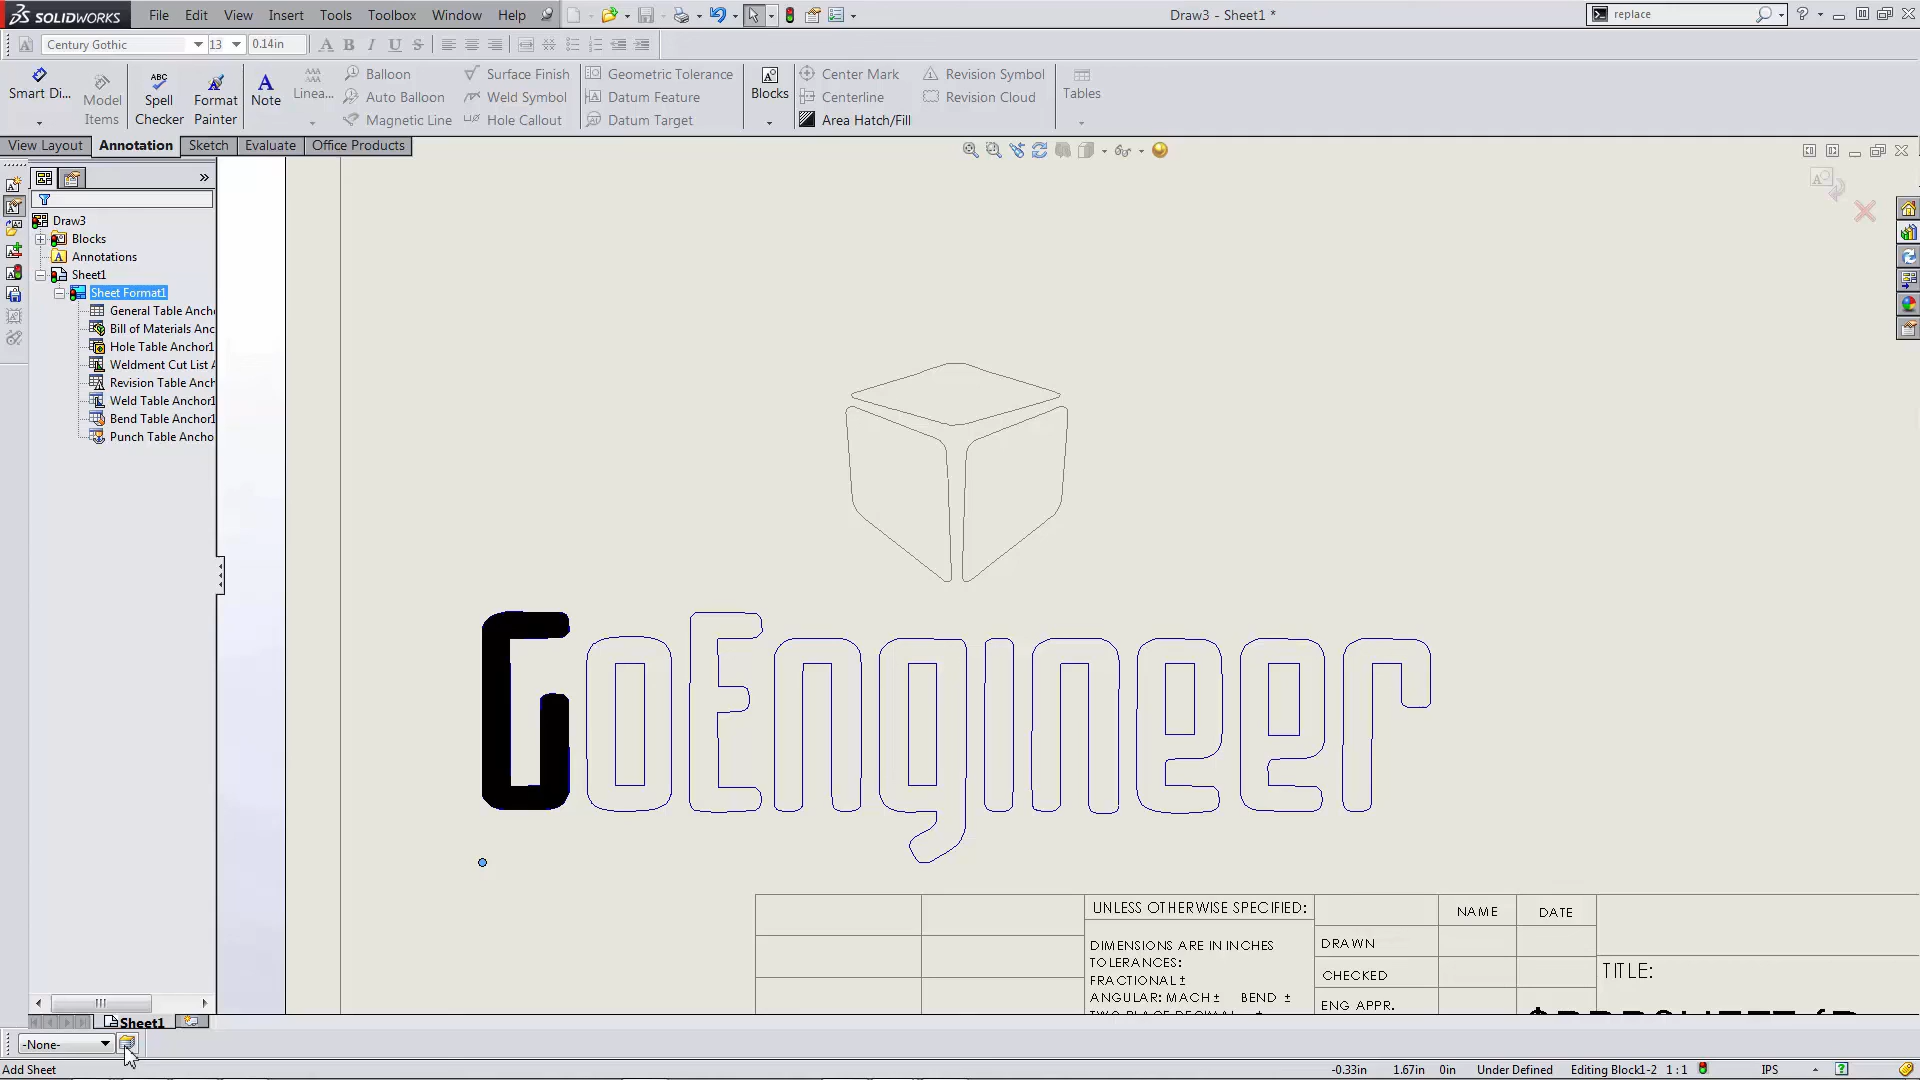 SOLIDWORKS File Edit View Insert Tools Toolbox Window Help Draw3 - Sheet1 * replace
Century Gothic 13 0.14in A B I U S
Smart Di... Model Items ABC Spell Checker Format Painter Note Linea... Balloon Auto Balloon Magnetic Line Surface Finish Weld Symbol Hole Callout Geometric Tolerance Datum Feature Datum Target Blocks Center Mark Centerline Area Hatch/Fill Revision Symbol Revision Cloud Tables
View Layout Annotation Sketch Evaluate Office Products
Draw3
Blocks
Annotations
Sheet1
Sheet Format1
General Table Ancho
Bill of Materials Anc
Hole Table Anchor1
Weldment Cut List A
Revision Table Anch
Weld Table Anchor1
Bend Table Anchor1
Punch Table Ancho
GoEngineer
UNLESS OTHERWISE SPECIFIED: NAME DATE
DIMENSIONS ARE IN INCHES DRAWN
TOLERANCES:
FRACTIONAL ± CHECKED TITLE:
ANGULAR: MACH ± BEND ± ENG APPR.
TWO PLACE DECIMAL ±
Sheet1
-None-
Add Sheet -0.33in 1.67in 0in Under Defined Editing Block1-2 1 : 1 IPS